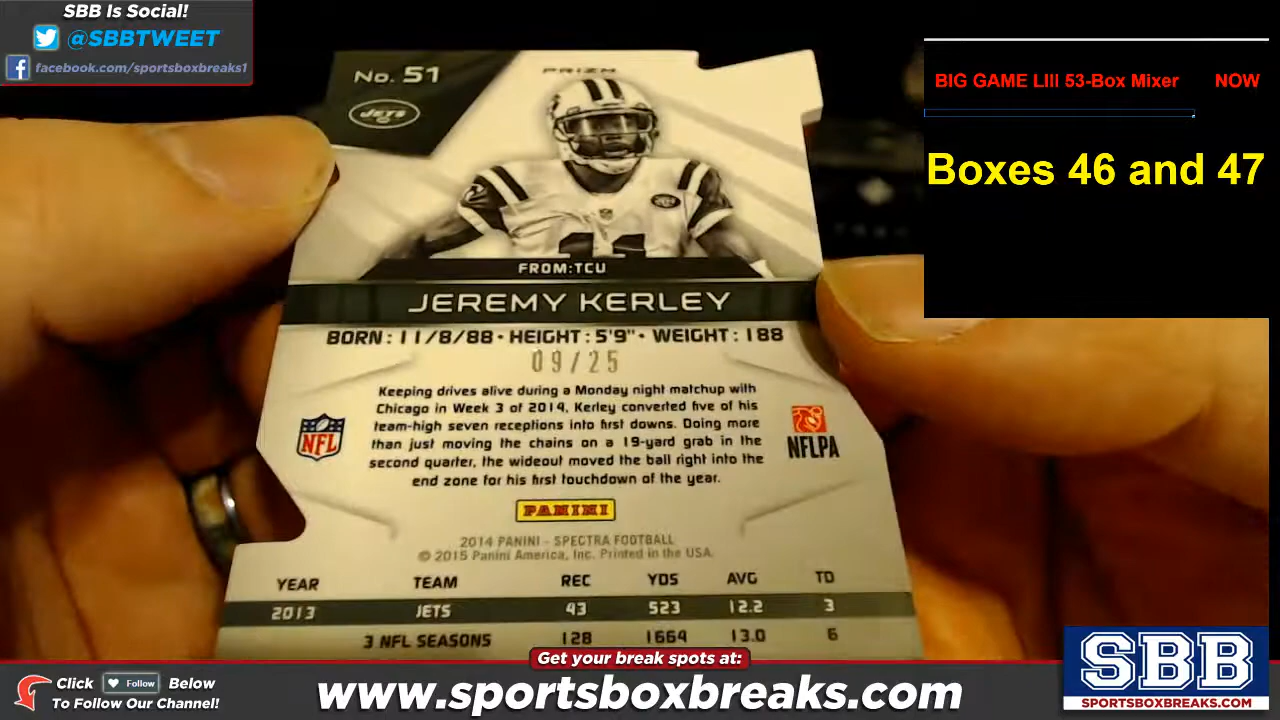 SBB Is Social!
@SBBTWEET
facebook.com/sportsboxbreaks1
BIG GAME LIII 53-Box Mixer NOW
Boxes 46 and 47
No. 51
PRIZM
JETS
FROM:TCU
JEREMY KERLEY
BORN: 11/8/88 • HEIGHT: 5'9" • WEIGHT: 188
09/25
Keeping drives alive during a Monday night matchup with
Chicago in Week 3 of 2014, Kerley converted five of his
team-high seven receptions into first downs. Doing more
than just moving the chains on a 19-yard grab in the
second quarter, the wideout moved the ball right into the
end zone for his first touchdown of the year.
NFL
NFLPA
PANINI
2014 PANINI - SPECTRA FOOTBALL
© 2015 Panini America, Inc. Printed in the USA.
YEAR TEAM REC YDS AVG TD
2013 JETS 43 523 12.2 3
3 NFL SEASONS 128 1664 13.0 6
Get your break spots at:
Click Follow Below
To Follow Our Channel!
www.sportsboxbreaks.com
SBB
SPORTSBOXBREAKS.COM